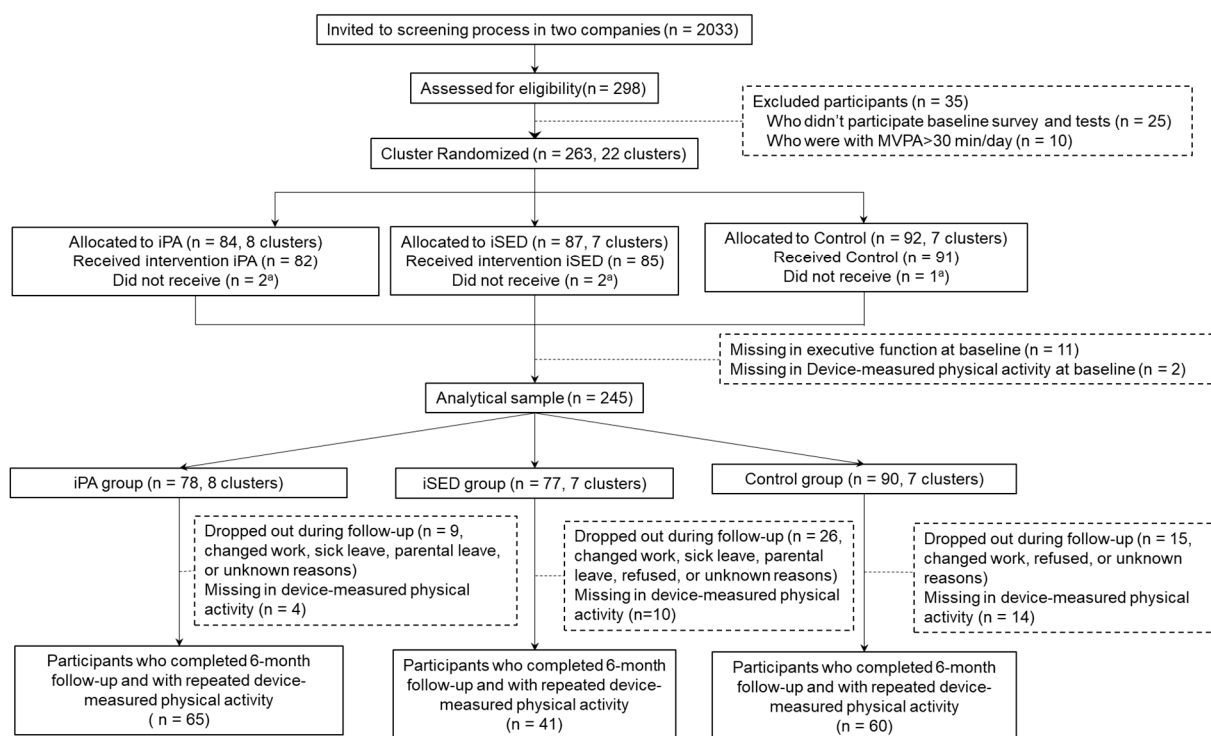 Invited to screening process in two companies (n = 2033)
Assessed for eligibility(n = 298)
Excluded participants (n = 35)
Who didn't participate baseline survey and tests (n = 25)
Who were with MVPA>30 min/day (n = 10)
Cluster Randomized (n = 263, 22 clusters)
Allocated to iPA (n = 84, 8 clusters)
Received intervention iPA (n = 82)
Did not receive (n = 2ª)
Allocated to iSED (n = 87, 7 clusters)
Received intervention iSED (n = 85)
Did not receive (n = 2ª)
Allocated to Control (n = 92, 7 clusters)
Received Control (n = 91)
Did not receive (n = 1ª)
Missing in executive function at baseline (n = 11)
Missing in Device-measured physical activity at baseline (n = 2)
Analytical sample (n = 245)
iPA group (n = 78, 8 clusters)
iSED group (n = 77, 7 clusters)
Control group (n = 90, 7 clusters)
Dropped out during follow-up (n = 9,
changed work, sick leave, parental leave,
or unknown reasons)
Missing in device-measured physical
activity (n = 4)
Dropped out during follow-up (n = 26,
changed work, sick leave, parental
leave, refused, or unknown reasons)
Missing in device-measured physical
activity (n=10)
Dropped out during follow-up (n = 15,
changed work, refused, or unknown
reasons)
Missing in device-measured physical
activity (n = 14)
Participants who completed 6-month
follow-up and with repeated device-
measured physical activity
( n = 65)
Participants who completed 6-month
follow-up and with repeated device-
measured physical activity
(n = 41)
Participants who completed 6-month
follow-up and with repeated device-
measured physical activity
(n = 60)